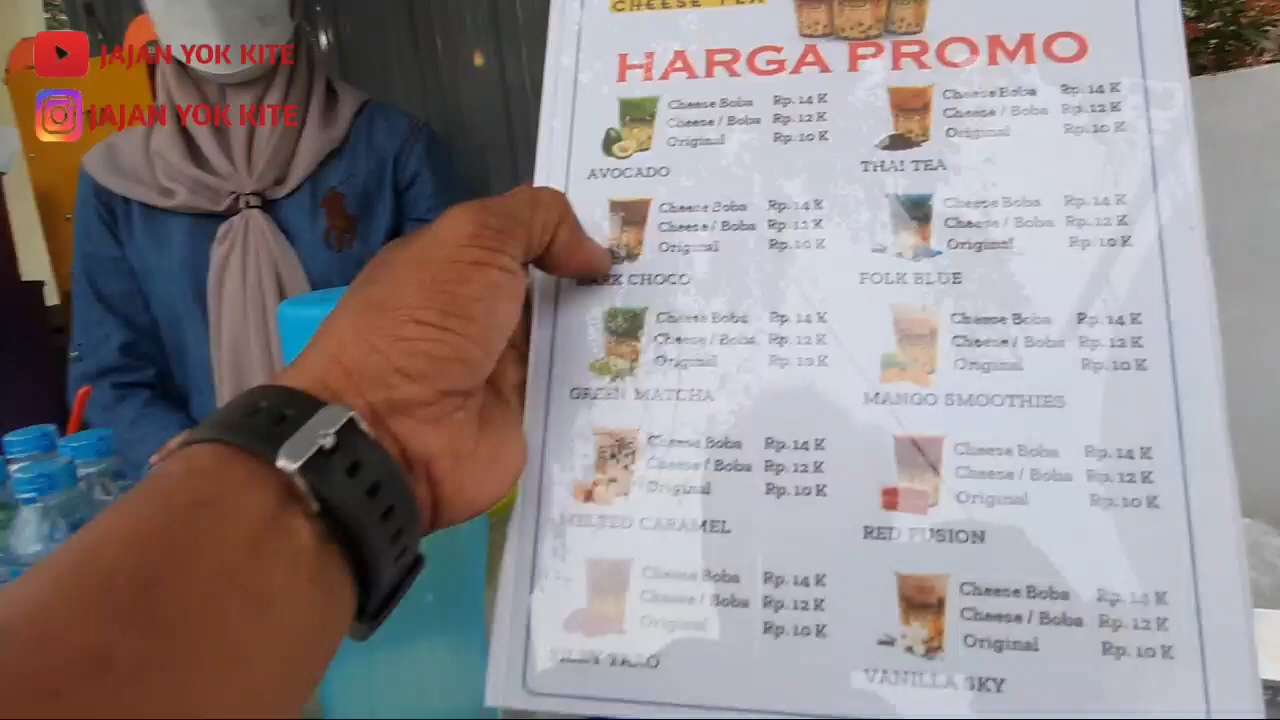 JAJAN YOK KITE
JAJAN YOK KITE
CHEESE TEA
HARGA PROMO
Cheese Boba Rp. 14 K
Cheese / Boba Rp. 12 K
Original Rp. 10 K
AVOCADO
Cheese Boba Rp. 14 K
Cheese / Boba Rp. 12 K
Original Rp. 10 K
THAI TEA
Cheese Boba Rp. 14 K
Cheese / Boba Rp. 12 K
Original Rp. 10 K
DARK CHOCO
Cheese Boba Rp. 14 K
Cheese / Boba Rp. 12 K
Original Rp. 10 K
FOLK BLUE
Cheese Boba Rp. 14 K
Cheese / Boba Rp. 12 K
Original Rp. 10 K
GREEN MATCHA
Cheese Boba Rp. 14 K
Cheese / Boba Rp. 12 K
Original Rp. 10 K
MANGO SMOOTHIES
Cheese Boba Rp. 14 K
Cheese / Boba Rp. 12 K
Original Rp. 10 K
MELTED CARAMEL
Cheese Boba Rp. 14 K
Cheese / Boba Rp. 12 K
Original Rp. 10 K
RED FUSION
Cheese Boba Rp. 14 K
Cheese / Boba Rp. 12 K
Original Rp. 10 K
TARO
Cheese Boba Rp. 14 K
Cheese / Boba Rp. 12 K
Original Rp. 10 K
VANILLA SKY